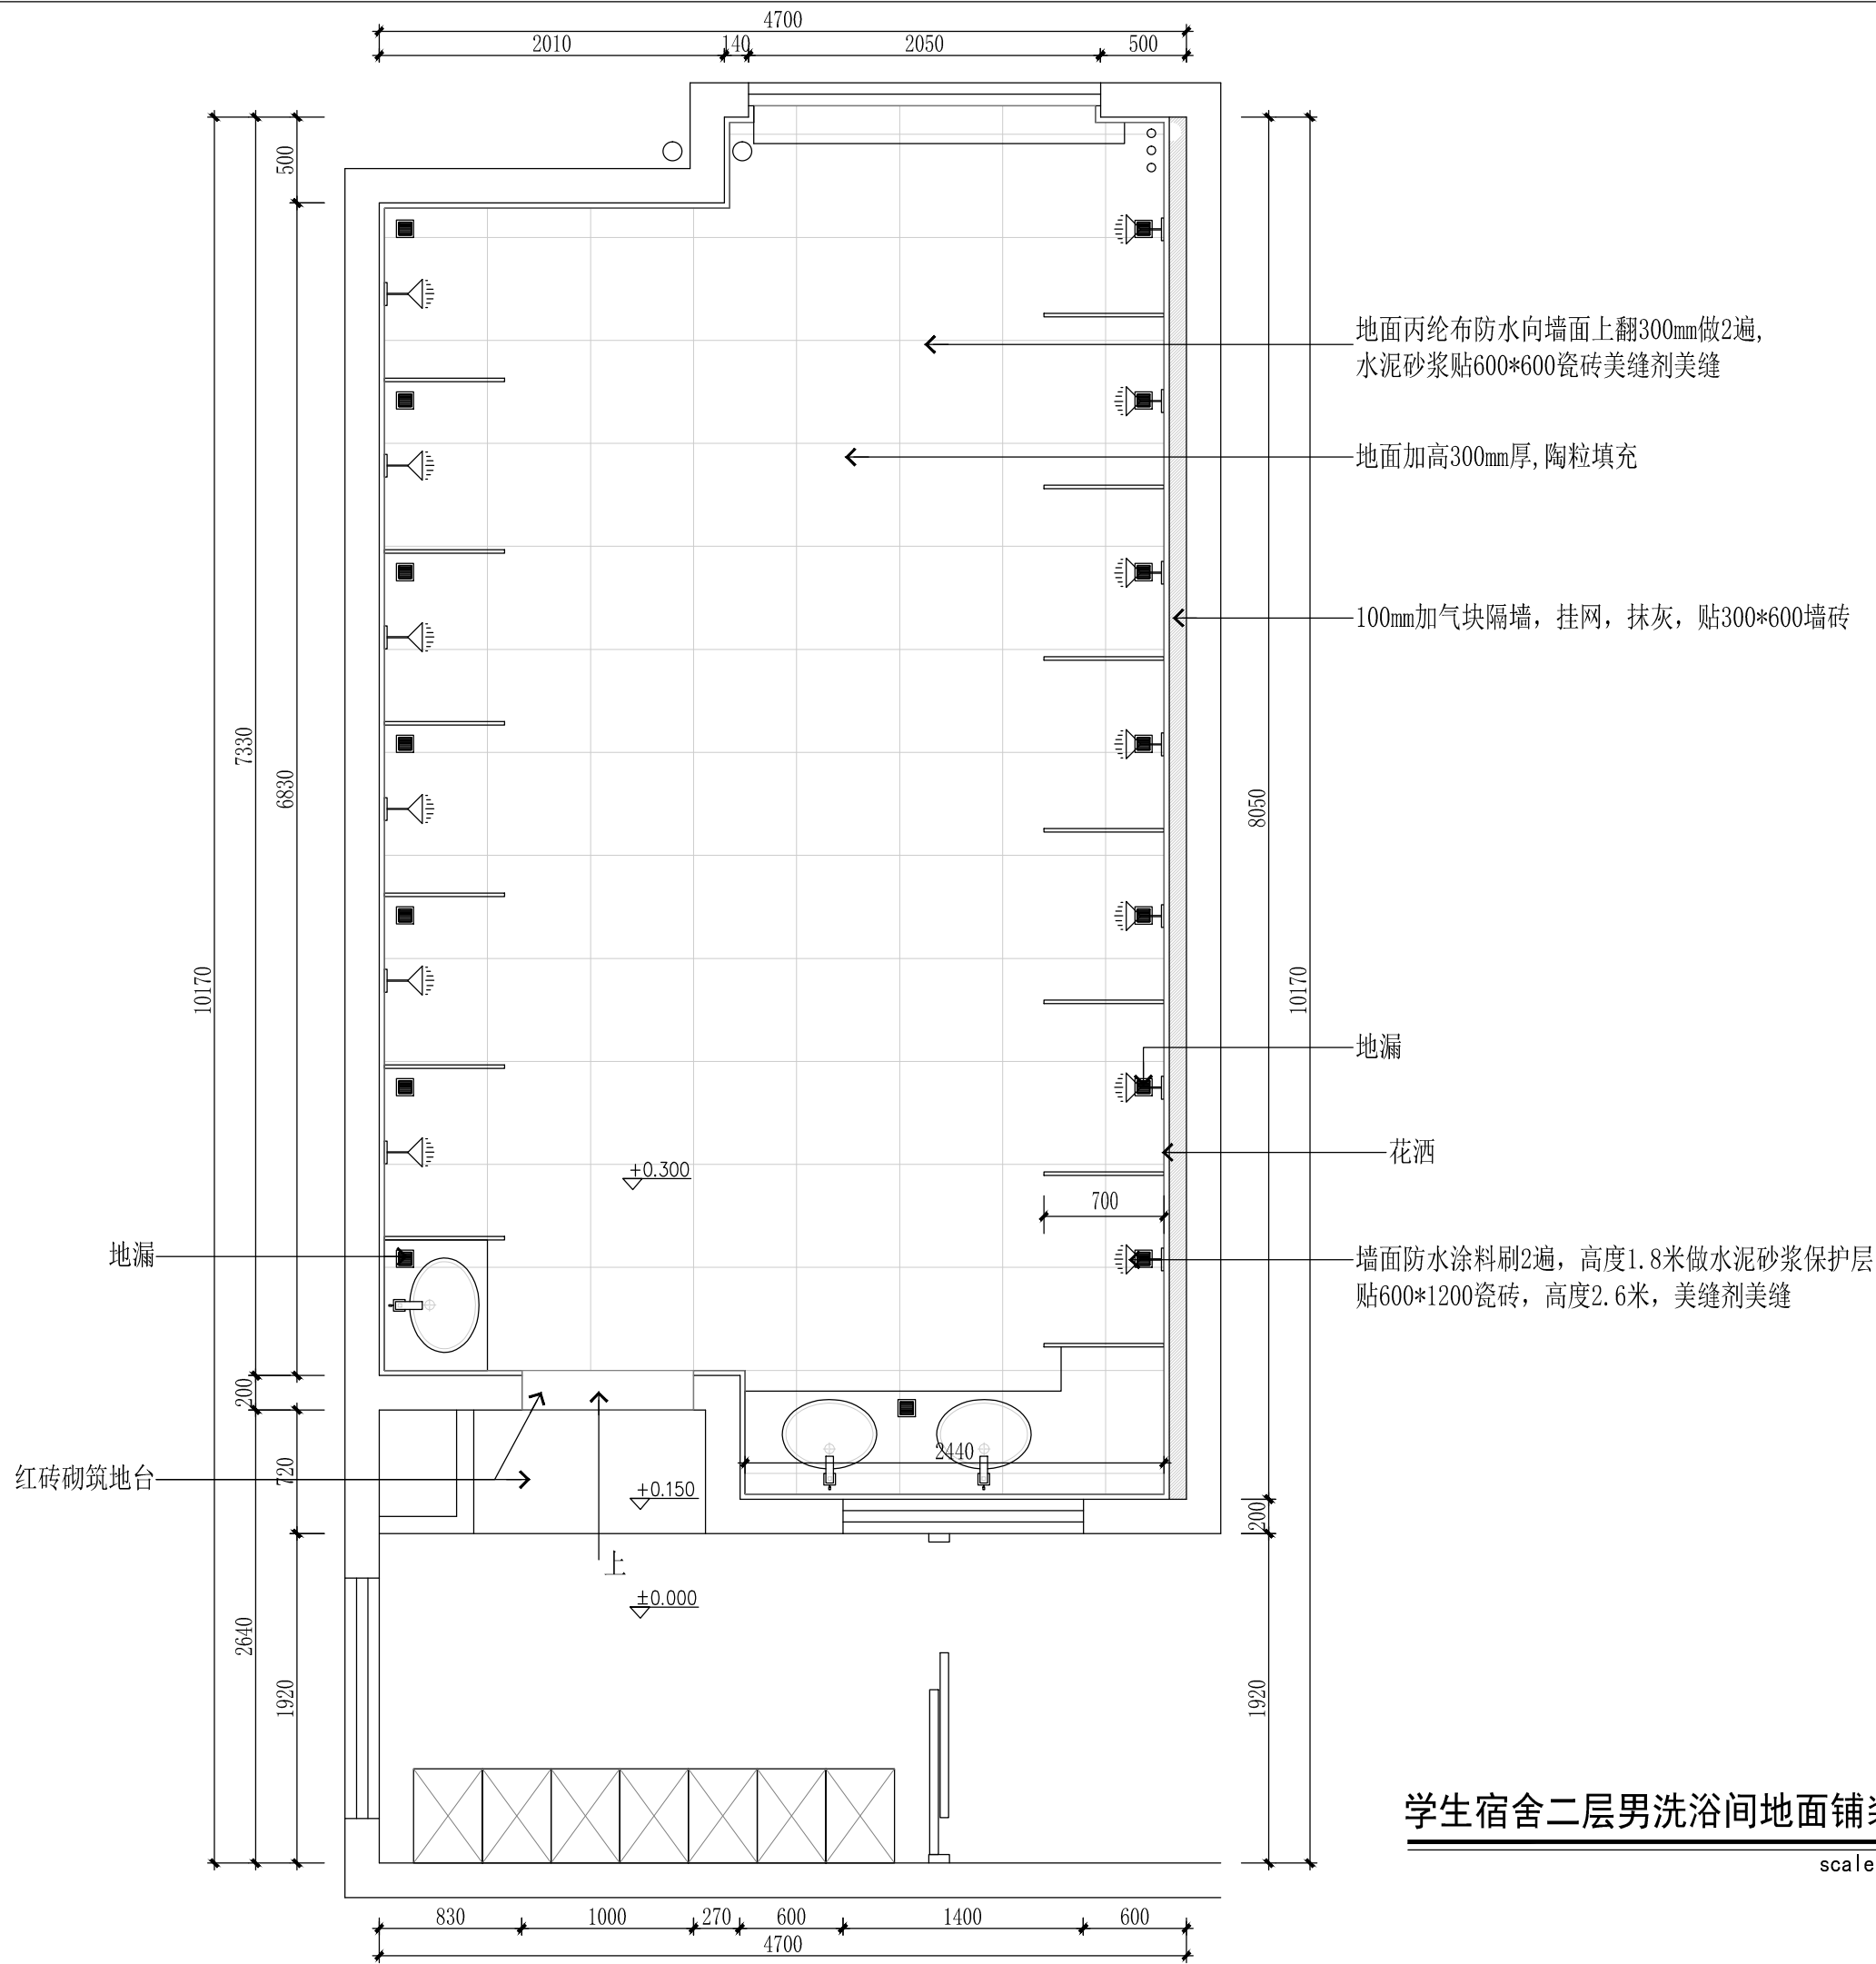 4700
2010
140
2050
500
500
地面丙纶布防水向墙面上翻300mm做2遍,
水泥砂浆贴600*600瓷砖美缝剂美缝
地面加高300mm厚,陶粒填充
100mm加气块隔墙，挂网，抹灰，贴300*600墙砖
7330
6830
8050
10170
10170
地漏
花洒
+0.300
700
地漏
墙面防水涂料刷2遍，高度1.8米做水泥砂浆保护层
贴600*1200瓷砖，高度2.6米，美缝剂美缝
200
720
红砖砌筑地台
2440
+0.150
200
上
±0.000
2640
1920
1920
学生宿舍二层男洗浴间地面铺
scale
830
1000
270
600
1400
600
4700